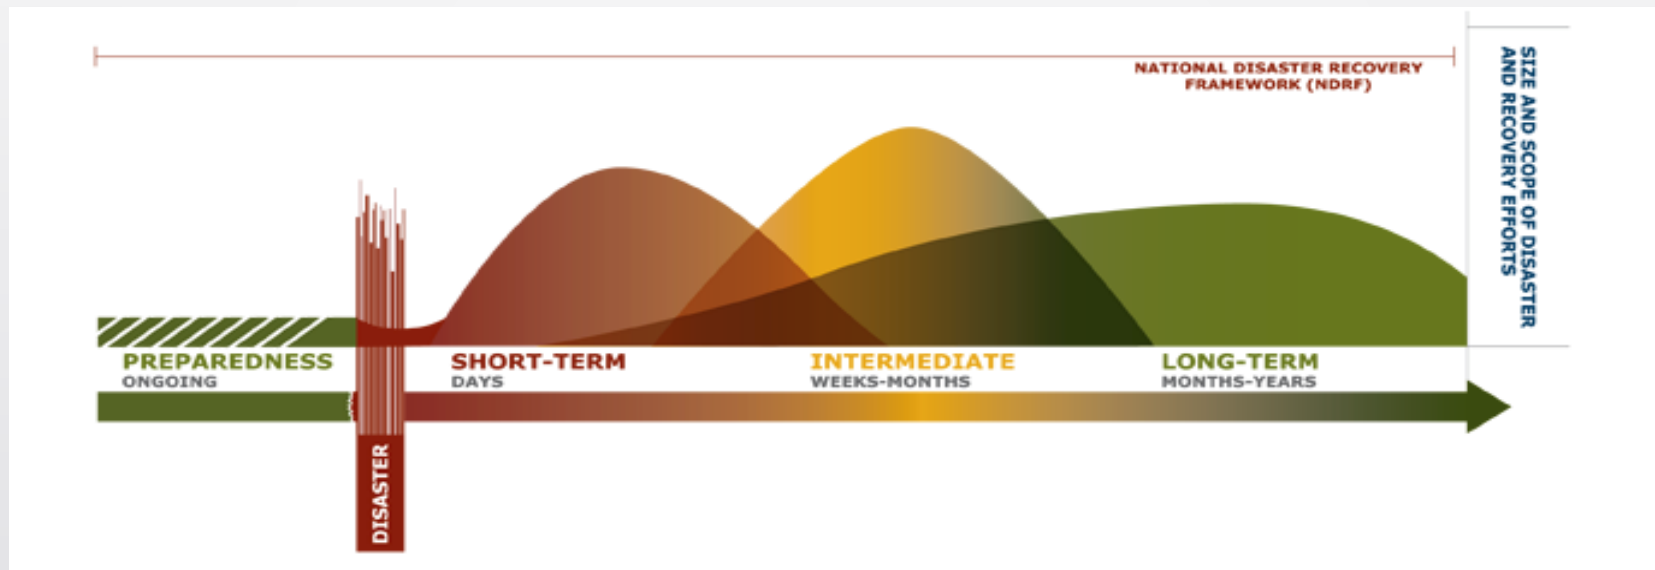 NATIONAL DISASTER RECOVERY
FRAMEWORK (NDRF)
SIZE AND SCOPE OF DISASTER
AND RECOVERY EFFORTS
PREPAREDNESS
ONGOING
SHORT-TERM
DAYS
INTERMEDIATE
WEEKS-MONTHS
LONG-TERM
MONTHS-YEARS
DISASTER